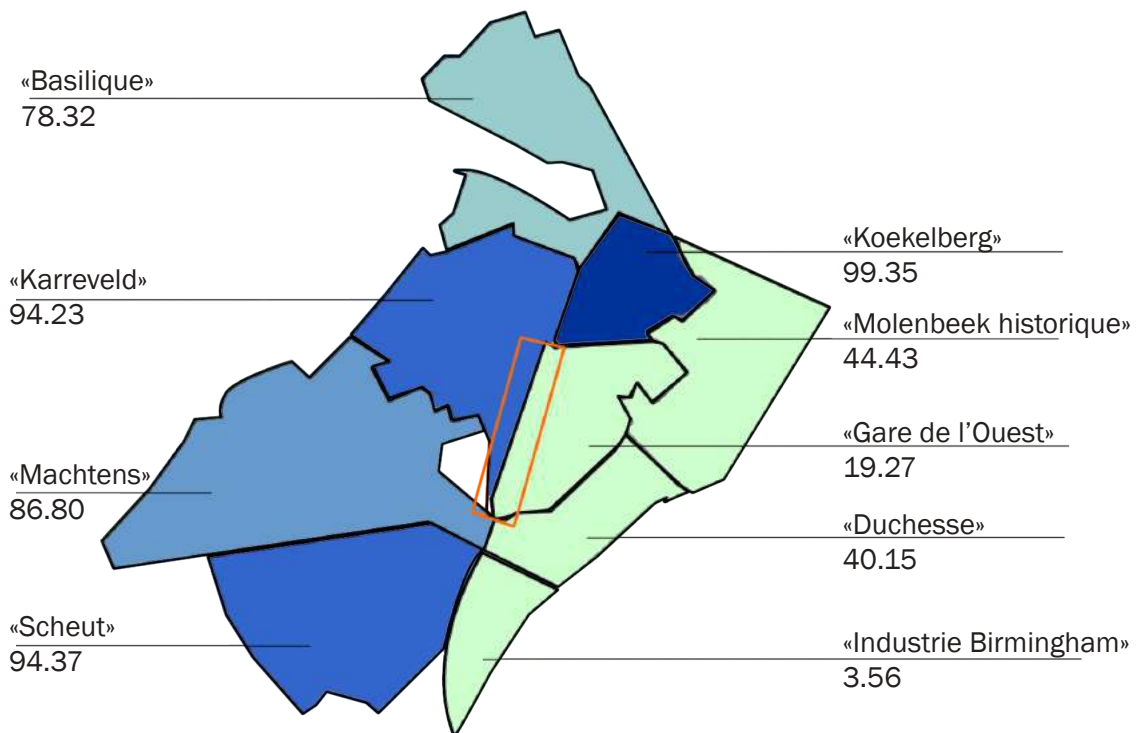 «Basilique»
78.32
«Karreveld»
94.23
«Machtens»
86.80
«Scheut»
94.37
«Koekelberg»
99.35
«Molenbeek historique»
44.43
«Gare de l'Ouest»
19.27
«Duchesse»
40.15
«Industrie Birmingham»
3.56